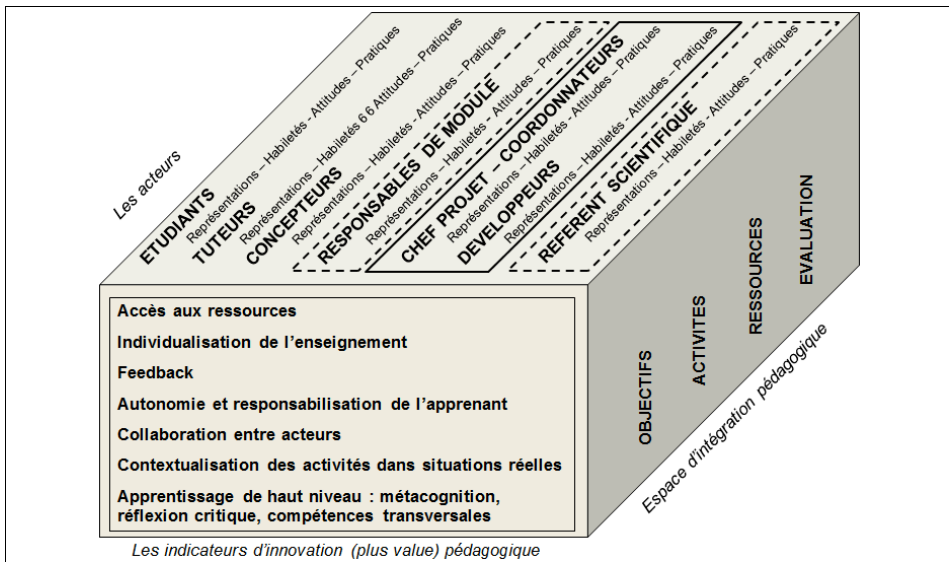 Les acteurs
ETUDIANTS
Représentations – Habiletés - Attitudes – Pratiques
TUTEURS
Représentations – Habiletés 6 6 Attitudes – Pratiques
CONCEPTEURS
Représentations – Habiletés - Attitudes – Pratiques
RESPONSABLES DE MODULE
Représentations – Habiletés - Attitudes – Pratiques
CHEF PROJET COORDONNATEURS
Représentations – Habiletés - Attitudes – Pratiques
DEVELOPPEURS
Représentations – Habiletés - Attitudes – Pratiques
REFERENT SCIENTIFIQUE
Représentations – Habiletés - Attitudes – Pratiques
Accès aux ressources
Individualisation de l’enseignement
Feedback
Autonomie et responsabilisation de l’apprenant
Collaboration entre acteurs
Contextualisation des activités dans situations réelles
Apprentissage de haut niveau : métacognition,
réflexion critique, compétences transversales
Les indicateurs d’innovation (plus value) pédagogique
OBJECTIFS
ACTIVITES
RESSOURCES
EVALUATION
Espace d’intégration pédagogique